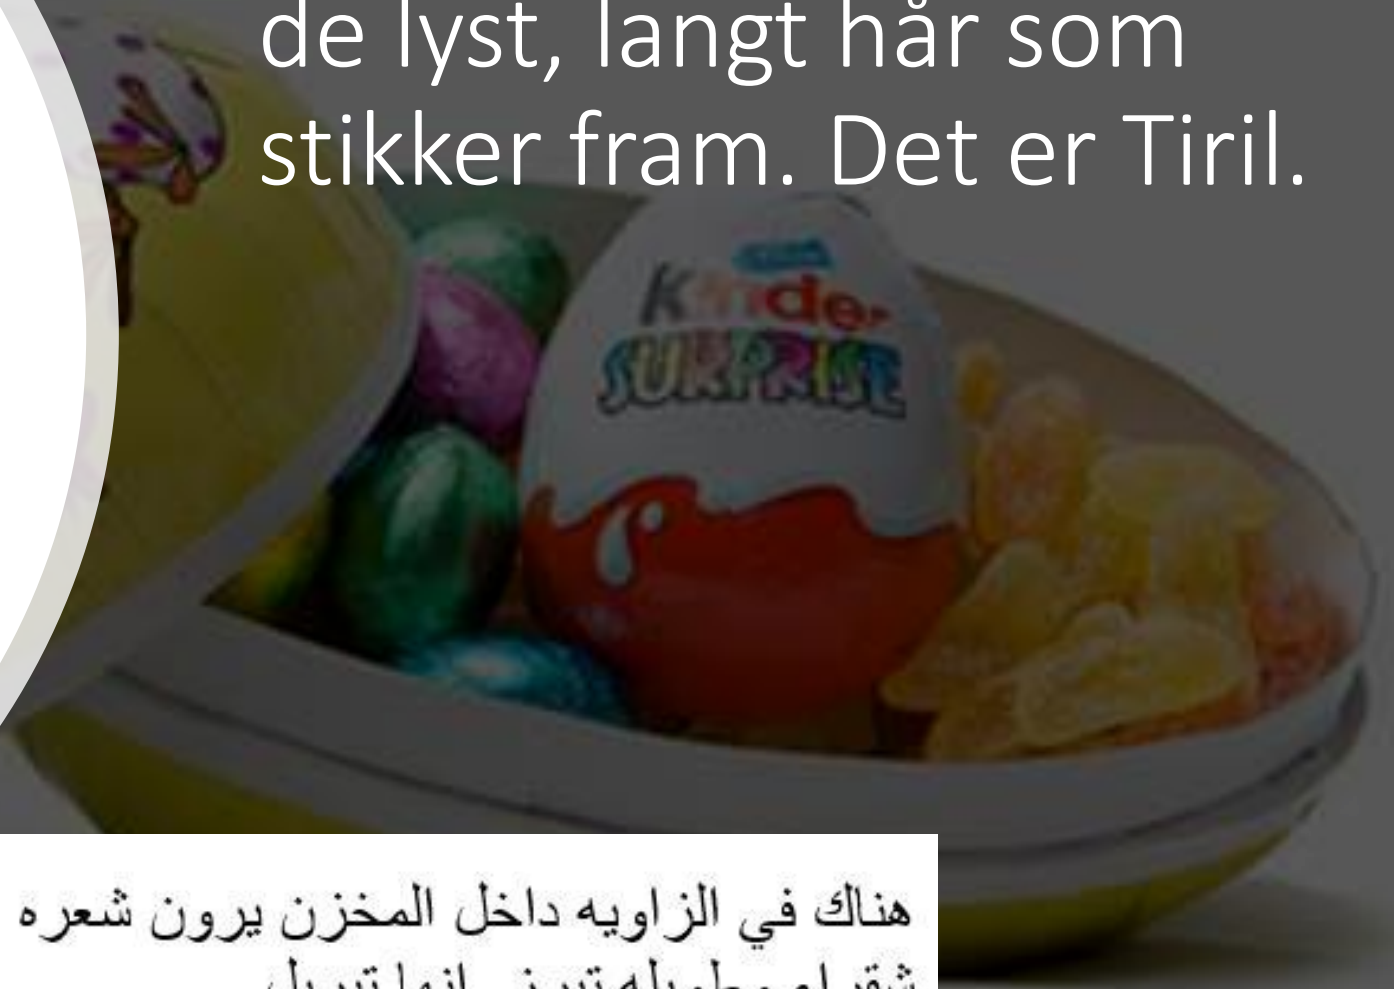 de lyst, langt hår som
stikker fram. Det er Tiril.
Kinder
SURPRISE
هناك في الزاويه داخل المخزن يرون شعره